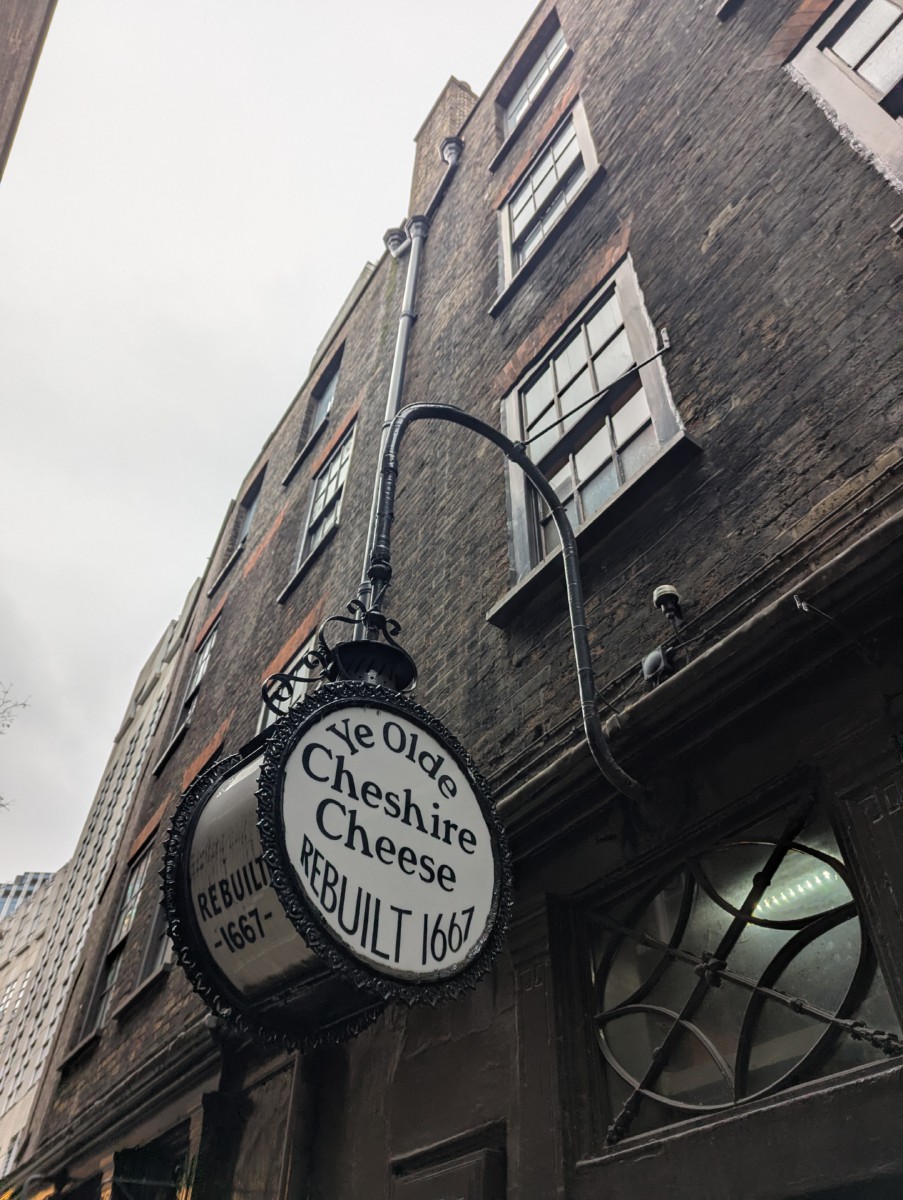 Ye Olde
Cheshire
Cheese
REBUILT 1667
REBUILT
-1667-